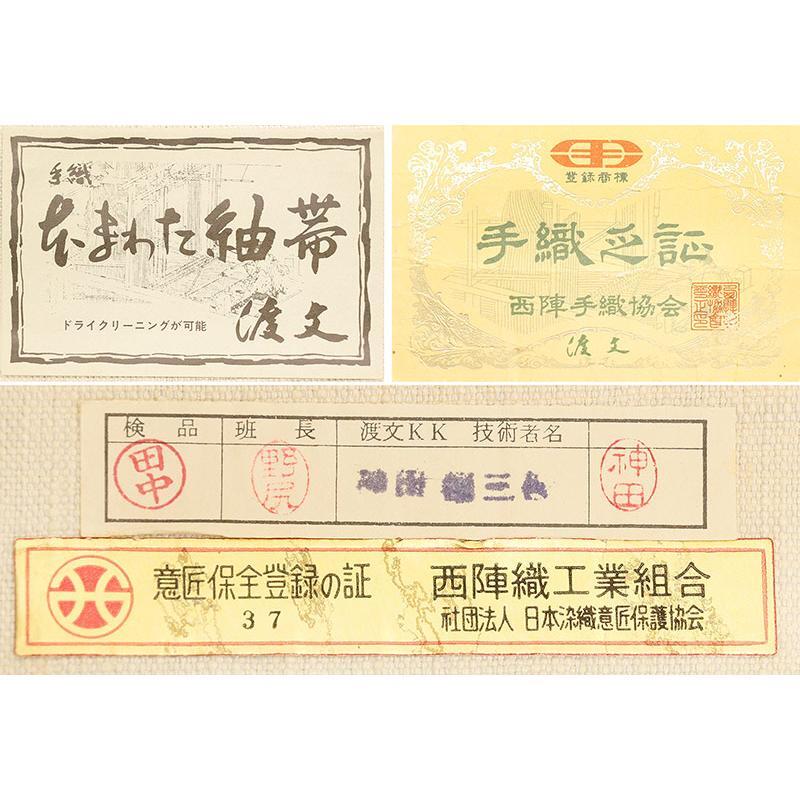 手織
本まわた紬帯
ドライクリーニングが可能
渡文
登録商標
手織之証
西陣手織協会
渡文
検品 班長 渡文KK 技術者名
田中 野尻 神田
意匠保全登録の証 西陣織工業組合
37 社団法人 日本染織意匠保護協会